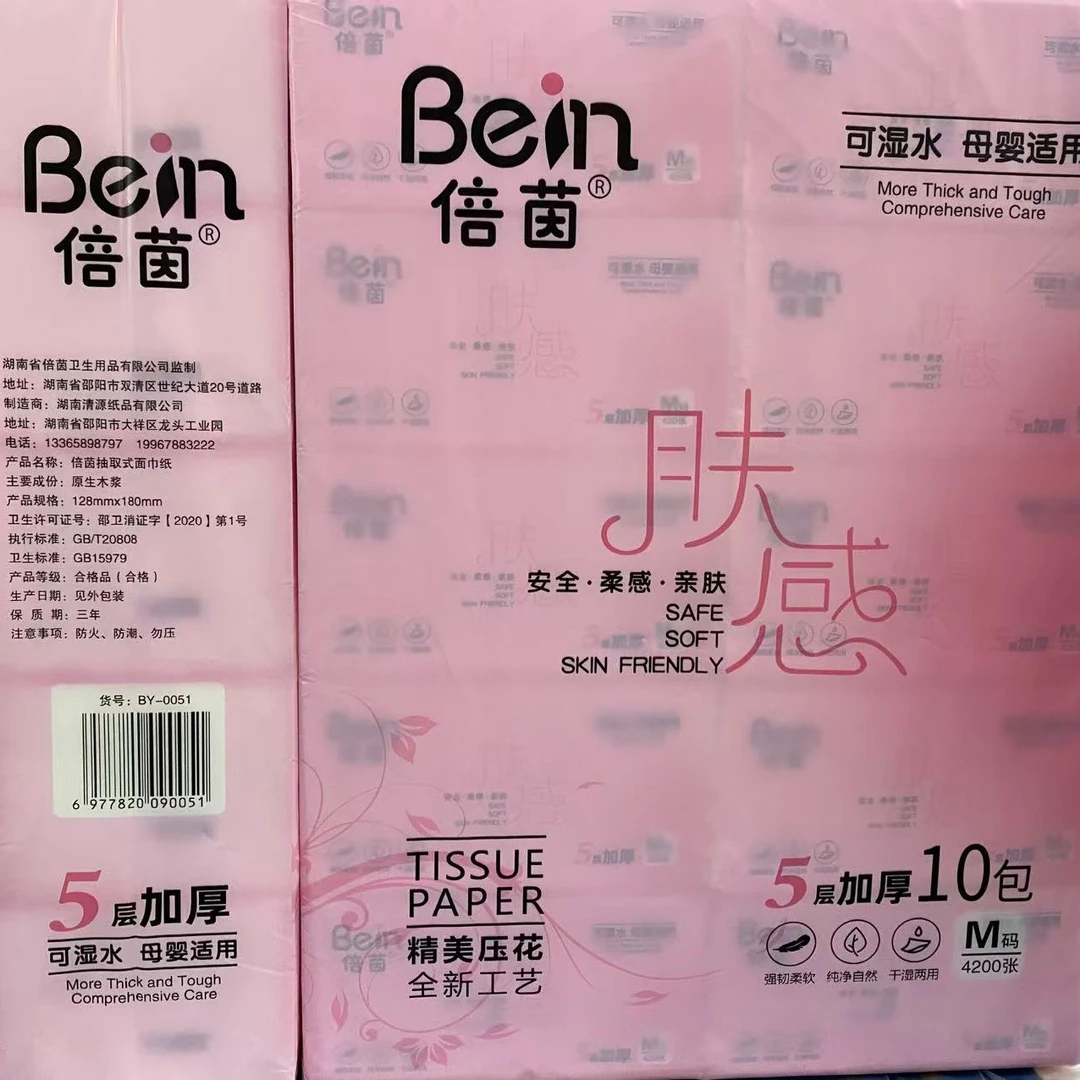 Bein
倍茵®
湖南省倍茵卫生用品有限公司监制
地址：湖南省邵阳市双清区世纪大道20号道路
制造商：湖南清源纸品有限公司
地址：湖南省邵阳市大祥区龙头工业园
电话：13365898797 19967883222
产品名称：倍茵抽取式面巾纸
主要成份：原生木浆
产品规格：128mmx180mm
卫生许可证号：邵卫消证字【2020】第1号
执行标准：GB/T20808
卫生标准：GB15979
产品等级：合格品（合格）
生产日期：见外包装
保 质 期：三年
注意事项：防火、防潮、勿压
货号：BY-0051
6 977820 090051
5层加厚
可湿水 母婴适用
More Thick and Tough
Comprehensive Care
Bein
倍茵®
可湿水 母婴适用
More Thick and Tough
Comprehensive Care
肤感
安全·柔感·亲肤
SAFE
SOFT
SKIN FRIENDLY
TISSUE
PAPER
精美压花
全新工艺
5层加厚10包
强韧柔软 纯净自然 干湿两用
M码
4200张